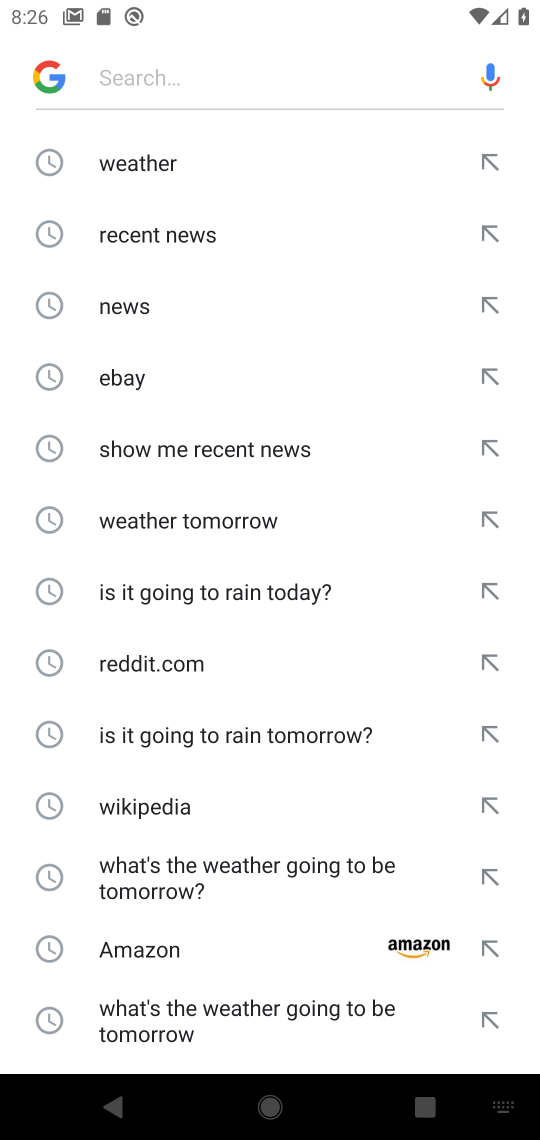 8:26
Search...
weather
recent news
news
ebay
show me recent news
weather tomorrow
is it going to rain today?
reddit.com
is it going to rain tomorrow?
wikipedia
what's the weather going to be
tomorrow?
Amazon
amazon
what's the weather going to be
tomorrow